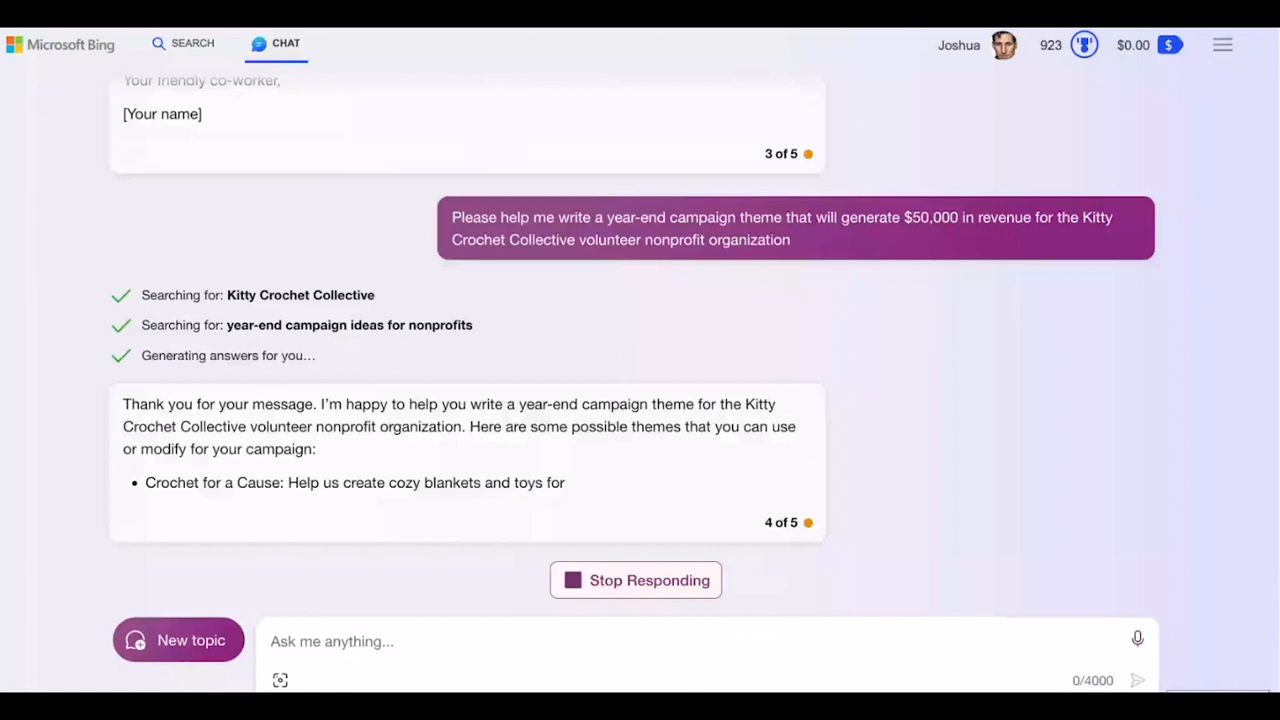 Microsoft Bing
SEARCH
CHAT
Joshua
923
$0.00
$
Your friendly co-worker,
[Your name]
3 of 5
Please help me write a year-end campaign theme that will generate $50,000 in revenue for the Kitty
Crochet Collective volunteer nonprofit organization
Searching for: Kitty Crochet Collective
Searching for: year-end campaign ideas for nonprofits
Generating answers for you...
Thank you for your message. I'm happy to help you write a year-end campaign theme for the Kitty
Crochet Collective volunteer nonprofit organization. Here are some possible themes that you can use
or modify for your campaign:
• Crochet for a Cause: Help us create cozy blankets and toys for
4 of 5
Stop Responding
New topic
Ask me anything...
0/4000